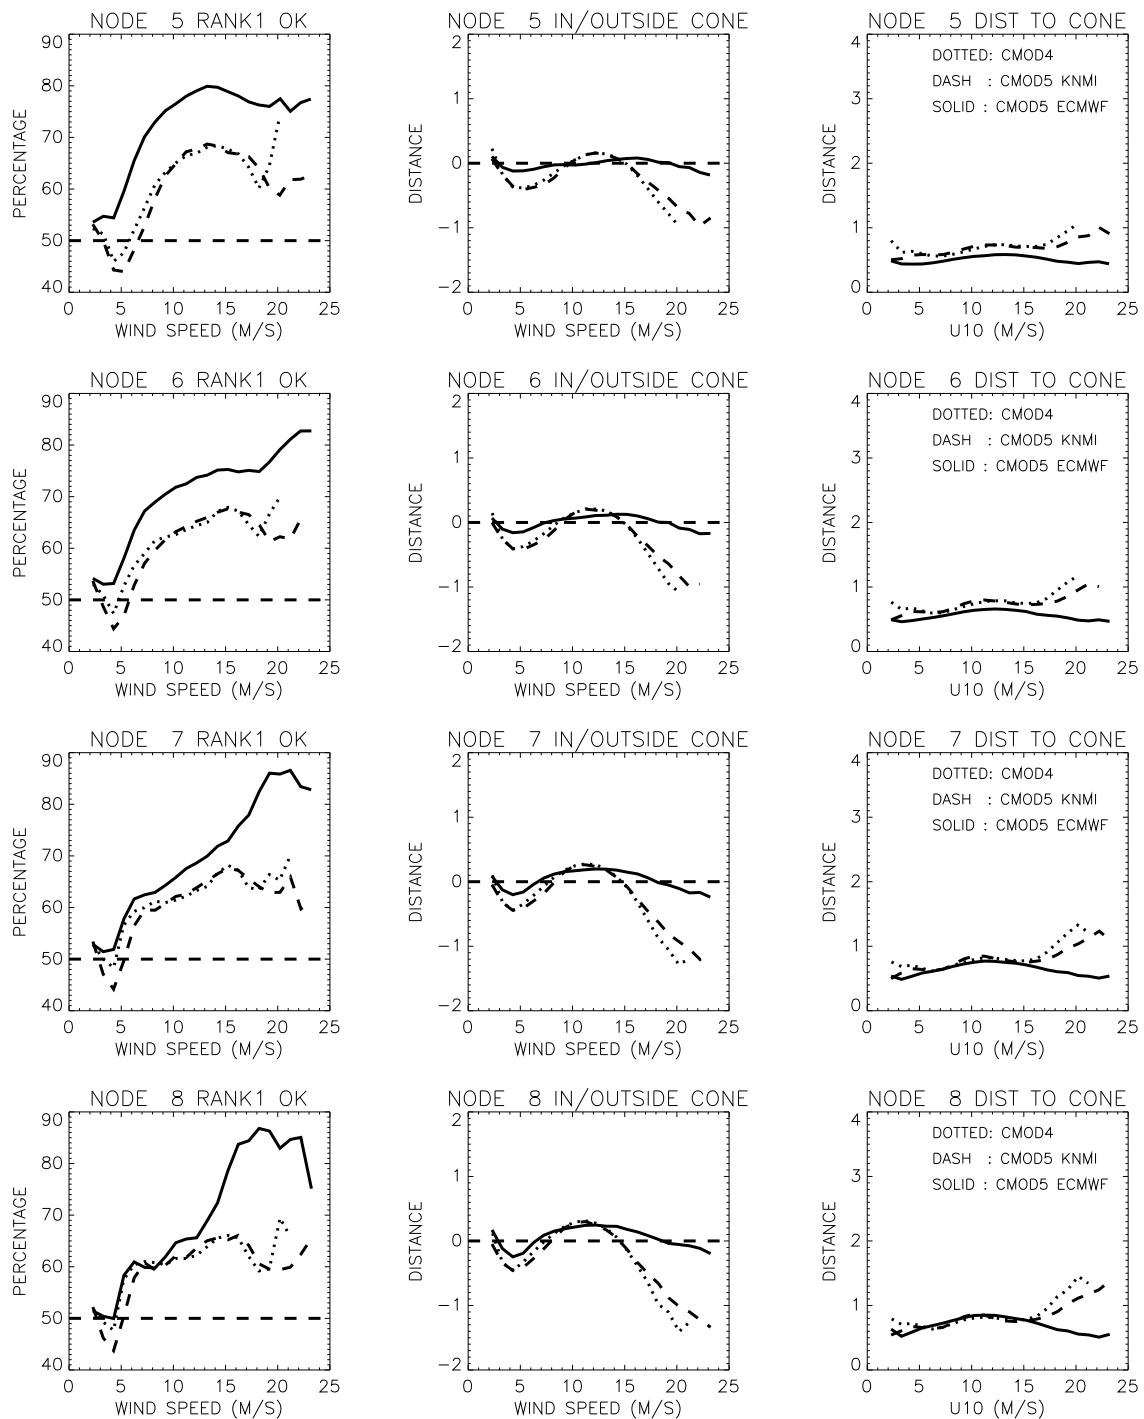 NODE 5 RANK1 OK
90
80
70
60
50
40
PERCENTAGE
0 5 10 15 20 25
WIND SPEED (M/S)
NODE 5 IN/OUTSIDE CONE
2
1
0
−1
−2
DISTANCE
0 5 10 15 20 25
WIND SPEED (M/S)
NODE 5 DIST TO CONE
4
3
2
1
0
DISTANCE
DOTTED: CMOD4
DASH : CMOD5 KNMI
SOLID : CMOD5 ECMWF
0 5 10 15 20 25
U10 (M/S)
NODE 6 RANK1 OK
90
80
70
60
50
40
PERCENTAGE
0 5 10 15 20 25
WIND SPEED (M/S)
NODE 6 IN/OUTSIDE CONE
2
1
0
−1
−2
DISTANCE
0 5 10 15 20 25
WIND SPEED (M/S)
NODE 6 DIST TO CONE
4
3
2
1
0
DISTANCE
DOTTED: CMOD4
DASH : CMOD5 KNMI
SOLID : CMOD5 ECMWF
0 5 10 15 20 25
U10 (M/S)
NODE 7 RANK1 OK
90
80
70
60
50
40
PERCENTAGE
0 5 10 15 20 25
WIND SPEED (M/S)
NODE 7 IN/OUTSIDE CONE
2
1
0
−1
−2
DISTANCE
0 5 10 15 20 25
WIND SPEED (M/S)
NODE 7 DIST TO CONE
4
3
2
1
0
DISTANCE
DOTTED: CMOD4
DASH : CMOD5 KNMI
SOLID : CMOD5 ECMWF
0 5 10 15 20 25
U10 (M/S)
NODE 8 RANK1 OK
90
80
70
60
50
40
PERCENTAGE
0 5 10 15 20 25
WIND SPEED (M/S)
NODE 8 IN/OUTSIDE CONE
2
1
0
−1
−2
DISTANCE
0 5 10 15 20 25
WIND SPEED (M/S)
NODE 8 DIST TO CONE
4
3
2
1
0
DISTANCE
DOTTED: CMOD4
DASH : CMOD5 KNMI
SOLID : CMOD5 ECMWF
0 5 10 15 20 25
U10 (M/S)